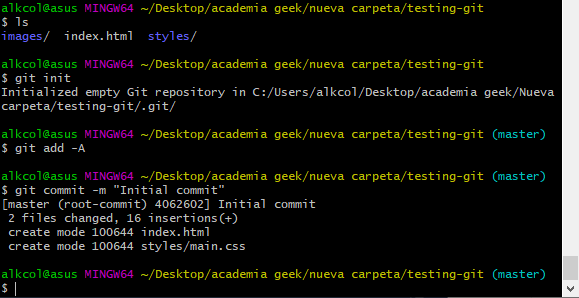 alkcol@asus MINGW64 ~/Desktop/academia geek/nueva carpeta/testing-git
$ ls
images/  index.html  styles/
alkcol@asus MINGW64 ~/Desktop/academia geek/nueva carpeta/testing-git
$ git init
Initialized empty Git repository in C:/Users/alkcol/Desktop/academia geek/Nueva
carpeta/testing-git/.git/
alkcol@asus MINGW64 ~/Desktop/academia geek/nueva carpeta/testing-git (master)
$ git add -A
alkcol@asus MINGW64 ~/Desktop/academia geek/nueva carpeta/testing-git (master)
$ git commit -m "Initial commit"
[master (root-commit) 4062602] Initial commit
 2 files changed, 16 insertions(+)
 create mode 100644 index.html
 create mode 100644 styles/main.css
alkcol@asus MINGW64 ~/Desktop/academia geek/nueva carpeta/testing-git (master)
$